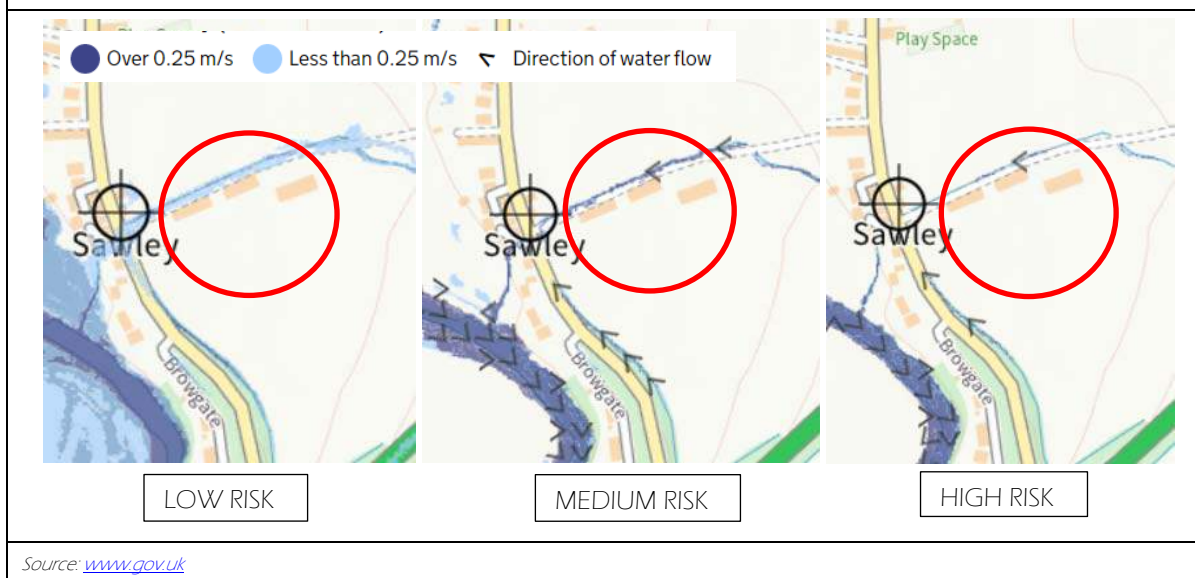 Over 0.25 m/s Less than 0.25 m/s Direction of water flow
Play Space
Sawley
Sawley
Sawley
Browgate
Browgate
Browgate
LOW RISK
MEDIUM RISK
HIGH RISK
Source: www.gov.uk